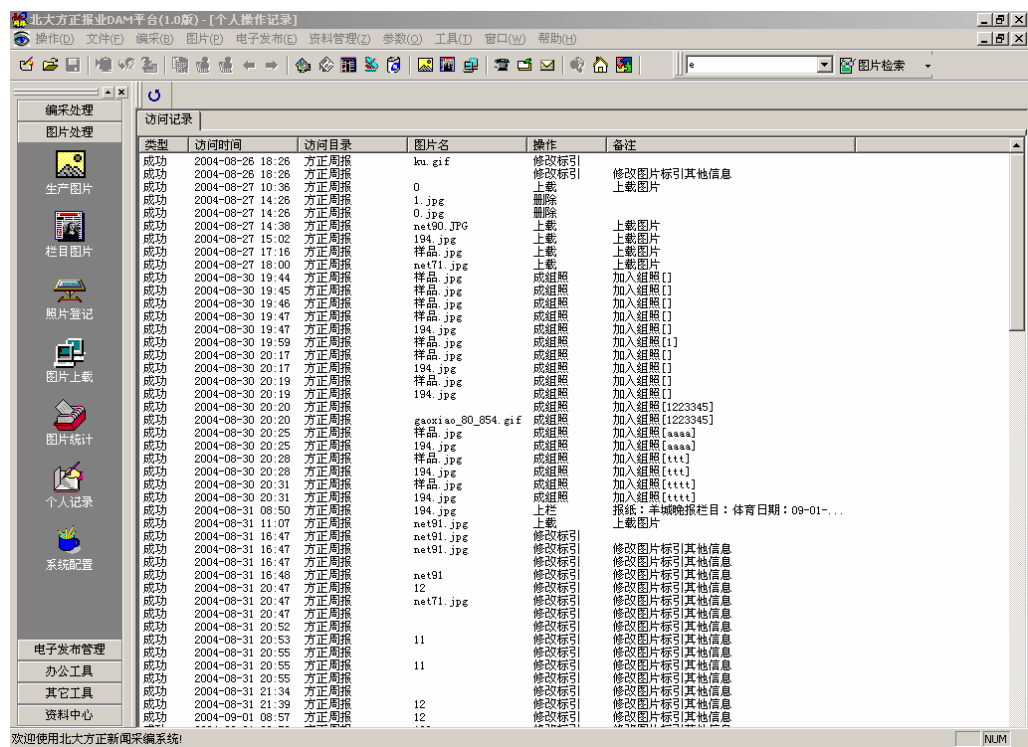 北大方正报业DAM平台(1.0版) - [个人操作记录]
操作(D) 文件(F) 编采(B) 图片(P) 电子发布(E) 资料管理(Z) 参数(O) 工具(T) 窗口(W) 帮助(H)
e 图片检索
编采处理
图片处理
生产图片
栏目图片
照片登记
图片上载
图片统计
个人记录
系统配置
电子发布管理
办公工具
其它工具
资料中心
访问记录
类型 访问时间 访问目录 图片名 操作 备注
成功 2004-08-26 18:26 方正周报 ku.gif 修改标引
成功 2004-08-26 18:26 方正周报 修改标引 修改图片标引其他信息
成功 2004-08-27 10:36 方正周报 0 上载 上载图片
成功 2004-08-27 14:26 方正周报 1.jpg 删除
成功 2004-08-27 14:26 方正周报 0.jpg 删除
成功 2004-08-27 14:38 方正周报 net90.JPG 上载 上载图片
成功 2004-08-27 15:02 方正周报 194.jpg 上载 上载图片
成功 2004-08-27 17:16 方正周报 样品.jpg 上载 上载图片
成功 2004-08-27 18:00 方正周报 net71.jpg 上载 上载图片
成功 2004-08-30 19:44 方正周报 样品.jpg 成组照 加入组照[]
成功 2004-08-30 19:45 方正周报 样品.jpg 成组照 加入组照[]
成功 2004-08-30 19:46 方正周报 样品.jpg 成组照 加入组照[]
成功 2004-08-30 19:47 方正周报 样品.jpg 成组照 加入组照[]
成功 2004-08-30 19:47 方正周报 194.jpg 成组照 加入组照[]
成功 2004-08-30 19:59 方正周报 样品.jpg 成组照 加入组照[1]
成功 2004-08-30 20:17 方正周报 样品.jpg 成组照 加入组照[]
成功 2004-08-30 20:17 方正周报 194.jpg 成组照 加入组照[]
成功 2004-08-30 20:19 方正周报 样品.jpg 成组照 加入组照[]
成功 2004-08-30 20:19 方正周报 194.jpg 成组照 加入组照[]
成功 2004-08-30 20:20 方正周报 成组照 加入组照[1223345]
成功 2004-08-30 20:20 方正周报 gaoxiao_80_854.gif 成组照 加入组照[1223345]
成功 2004-08-30 20:25 方正周报 样品.jpg 成组照 加入组照[aaaa]
成功 2004-08-30 20:25 方正周报 194.jpg 成组照 加入组照[aaaa]
成功 2004-08-30 20:28 方正周报 样品.jpg 成组照 加入组照[ttt]
成功 2004-08-30 20:28 方正周报 194.jpg 成组照 加入组照[ttt]
成功 2004-08-30 20:31 方正周报 样品.jpg 成组照 加入组照[tttt]
成功 2004-08-30 20:31 方正周报 194.jpg 成组照 加入组照[tttt]
成功 2004-08-31 08:50 方正周报 194.jpg 上栏 报纸：羊城晚报栏目：体育日期：09-01-...
成功 2004-08-31 11:07 方正周报 net91.jpg 上载 上载图片
成功 2004-08-31 16:47 方正周报 net91.jpg 修改标引
成功 2004-08-31 16:47 方正周报 net91.jpg 修改标引 修改图片标引其他信息
成功 2004-08-31 16:47 方正周报 修改标引 修改图片标引其他信息
成功 2004-08-31 16:48 方正周报 net91 修改标引 修改图片标引其他信息
成功 2004-08-31 20:47 方正周报 12 修改标引 修改图片标引其他信息
成功 2004-08-31 20:47 方正周报 net71.jpg 修改标引 修改图片标引其他信息
成功 2004-08-31 20:47 方正周报 修改标引 修改图片标引其他信息
成功 2004-08-31 20:52 方正周报 修改标引 修改图片标引其他信息
成功 2004-08-31 20:53 方正周报 11 修改标引 修改图片标引其他信息
成功 2004-08-31 20:55 方正周报 修改标引 修改图片标引其他信息
成功 2004-08-31 20:55 方正周报 11 修改标引 修改图片标引其他信息
成功 2004-08-31 20:55 方正周报 修改标引 修改图片标引其他信息
成功 2004-08-31 21:34 方正周报 修改标引 修改图片标引其他信息
成功 2004-08-31 21:39 方正周报 12 修改标引 修改图片标引其他信息
成功 2004-09-01 08:57 方正周报 12 修改标引 修改图片标引其他信息
欢迎使用北大方正新闻采编系统! NUM